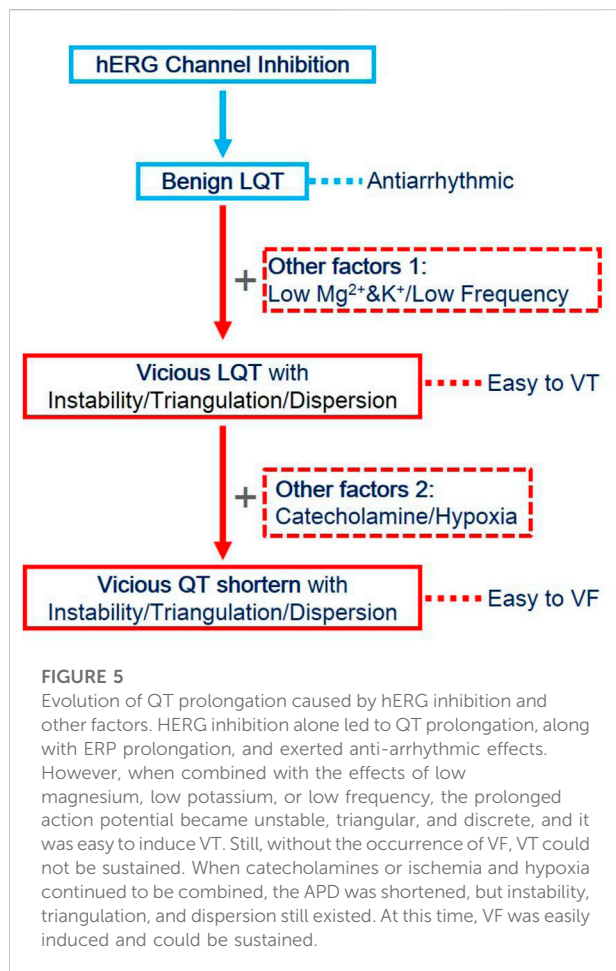 hERG Channel Inhibition
Benign LQT
Antiarrhythmic
+
Other factors 1:
Low Mg²⁺&K⁺/Low Frequency
Vicious LQT with
Instability/Triangulation/Dispersion
Easy to VT
+
Other factors 2:
Catecholamine/Hypoxia
Vicious QT shortern with
Instability/Triangulation/Dispersion
Easy to VF
FIGURE 5
Evolution of QT prolongation caused by hERG inhibition and
other factors. HERG inhibition alone led to QT prolongation, along
with ERP prolongation, and exerted anti-arrhythmic effects.
However, when combined with the effects of low
magnesium, low potassium, or low frequency, the prolonged
action potential became unstable, triangular, and discrete, and it
was easy to induce VT. Still, without the occurrence of VF, VT could
not be sustained. When catecholamines or ischemia and hypoxia
continued to be combined, the APD was shortened, but instability,
triangulation, and dispersion still existed. At this time, VF was easily
induced and could be sustained.